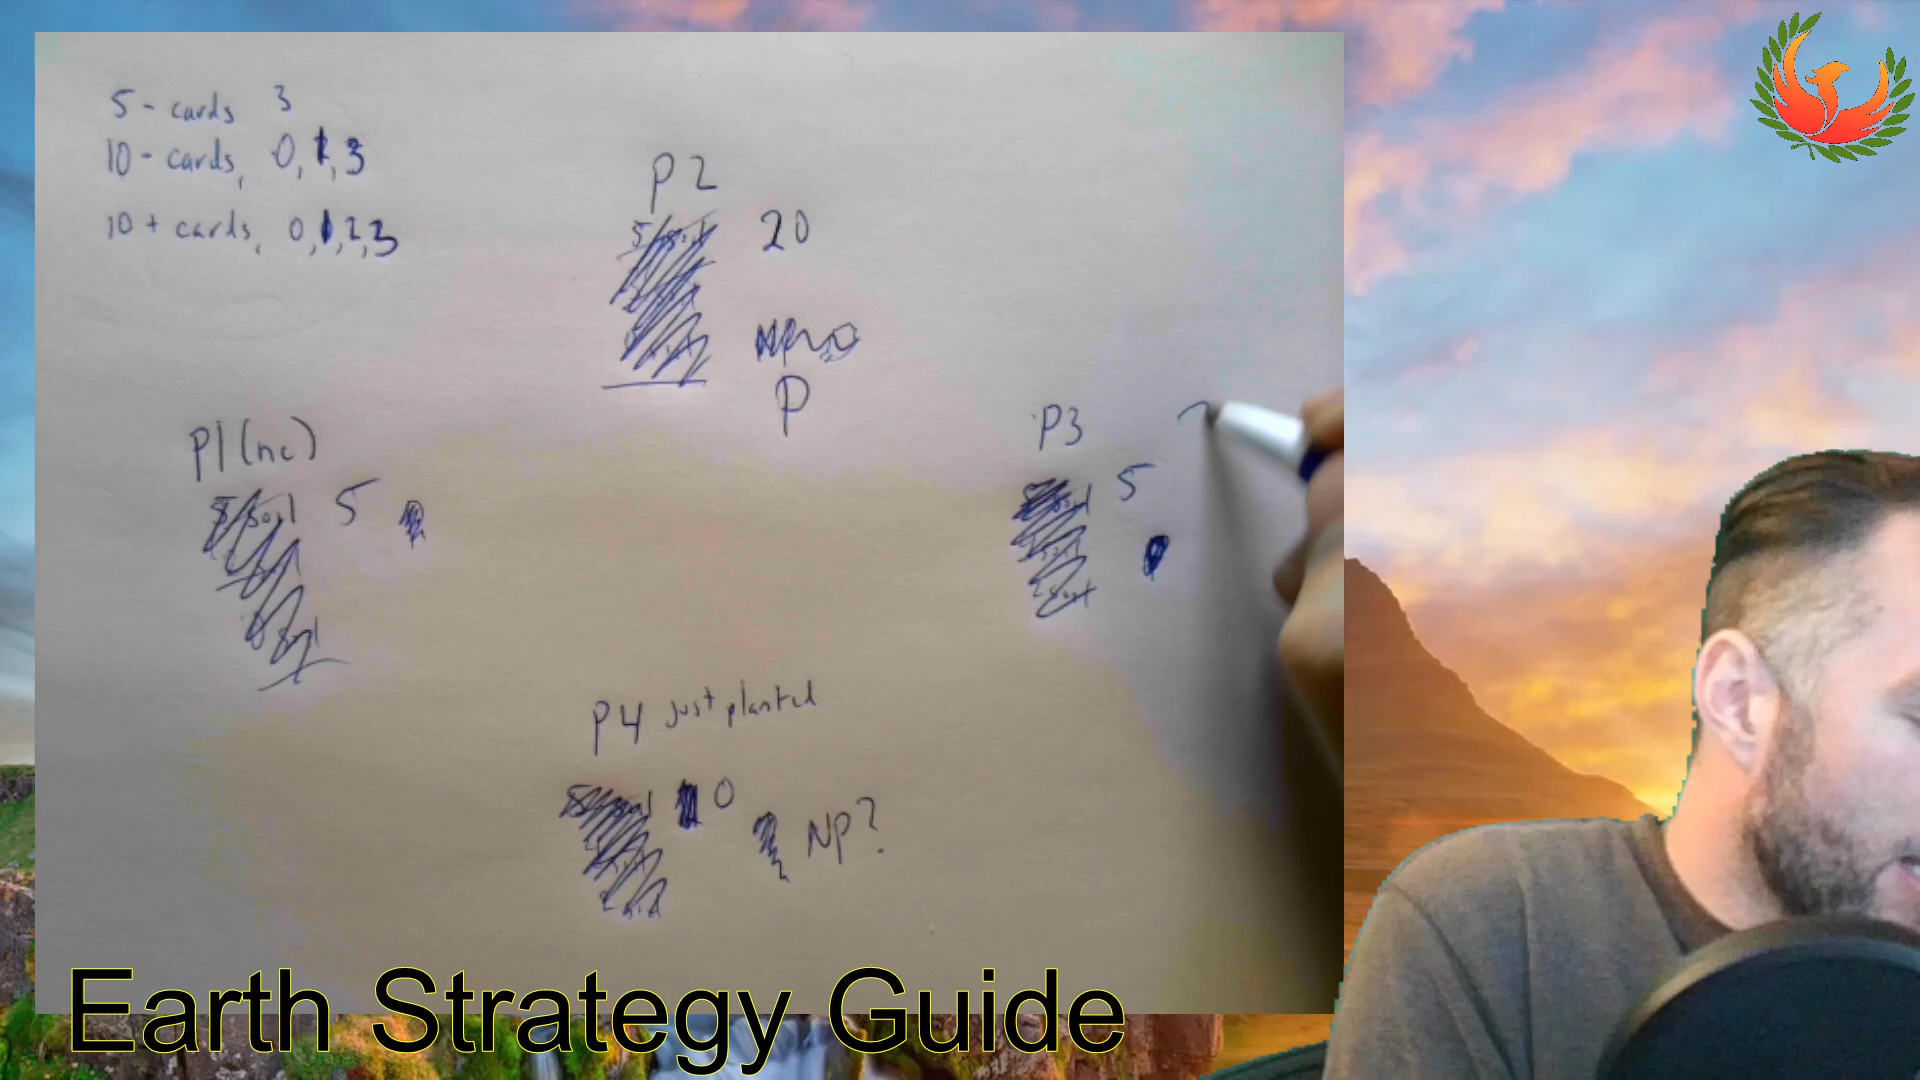 5 - cards 3
10 - cards, 0, 1, 3
10 + cards, 0, 1, 2, 3
P2
20
P
P1 (nc)
5
P3
5
P4 just planted
0
NP?
Earth Strategy Guide